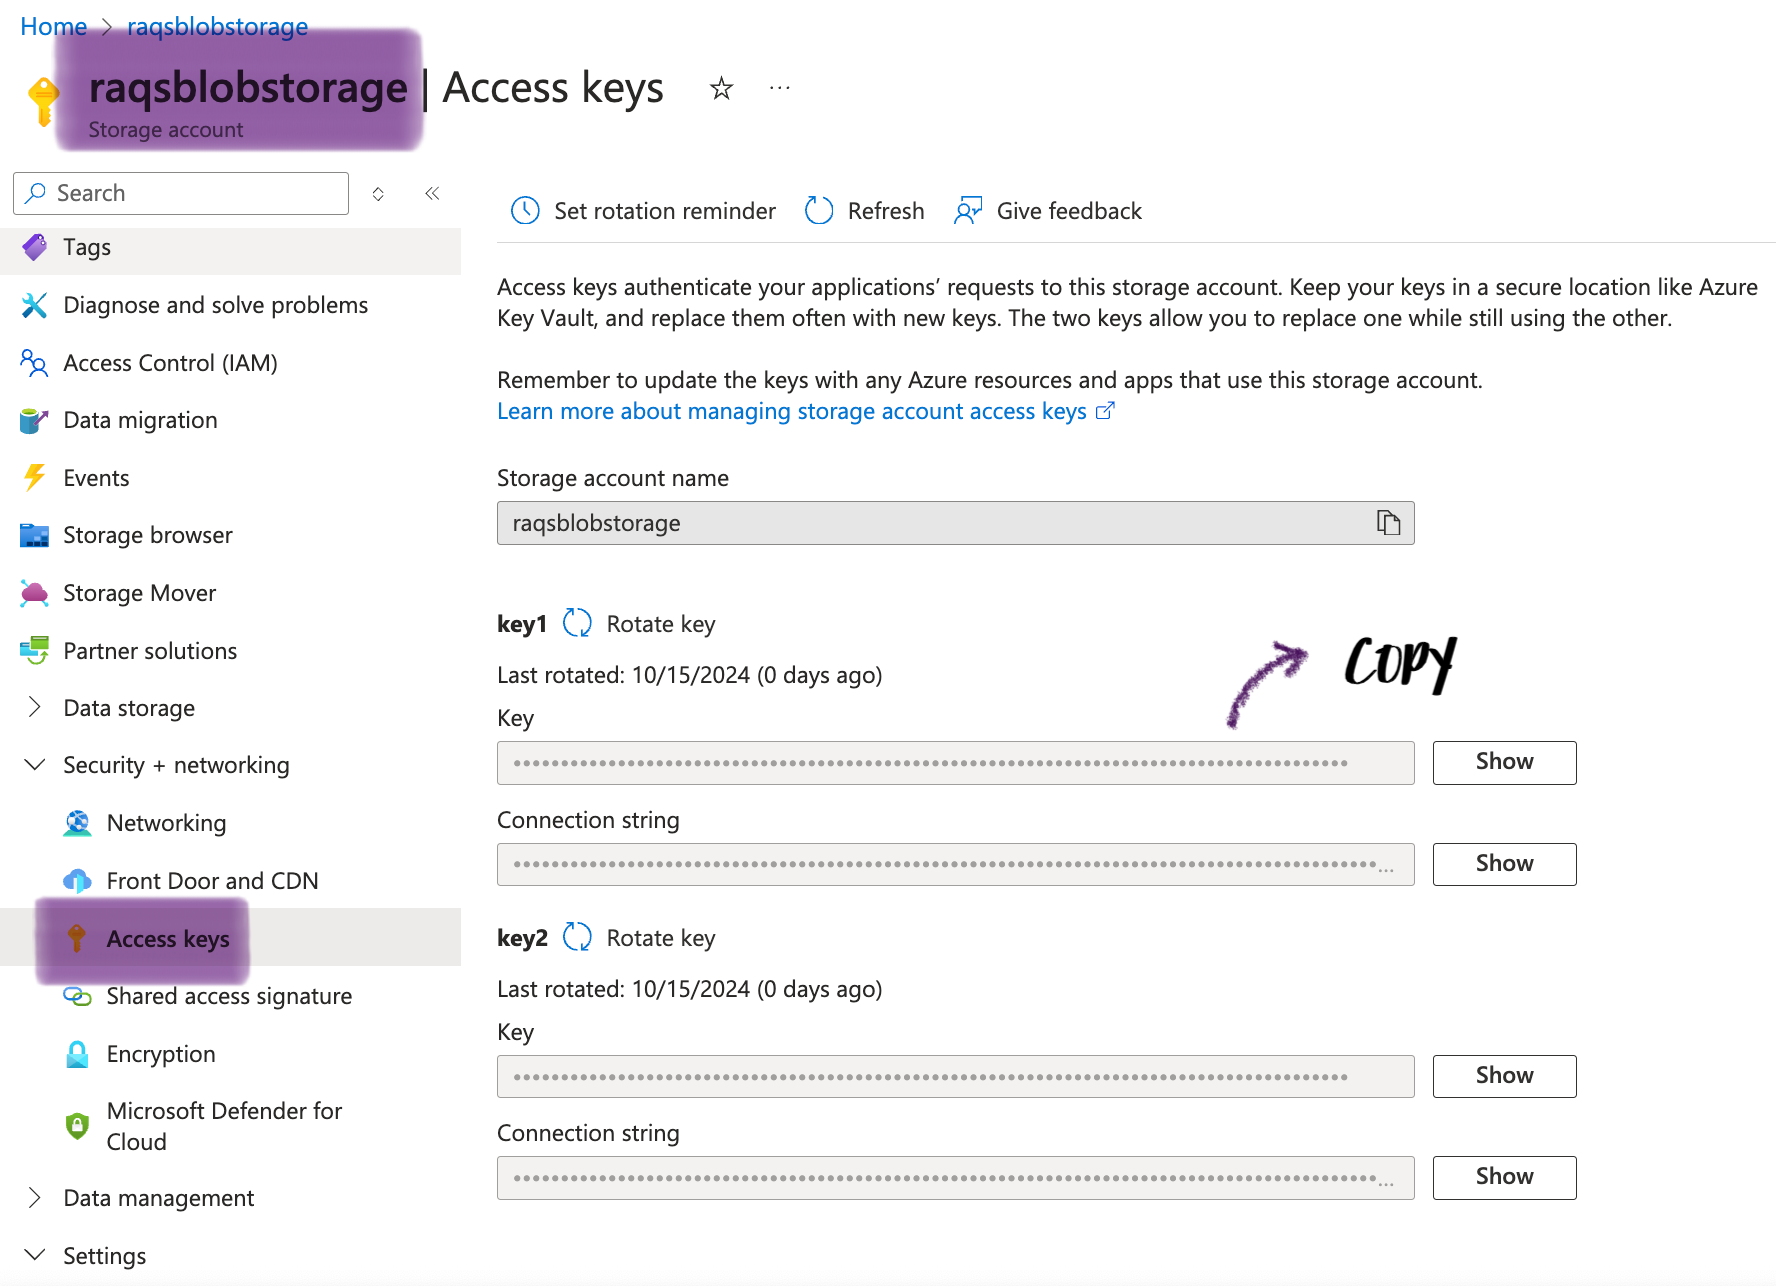 Home > raqsblobstorage
raqsblobstorage | Access keys
Storage account
Search
Tags
Diagnose and solve problems
Access Control (IAM)
Data migration
Events
Storage browser
Storage Mover
Partner solutions
Data storage
Security + networking
Networking
Front Door and CDN
Access keys
Shared access signature
Encryption
Microsoft Defender for
Cloud
Data management
Settings
Set rotation reminder
Refresh
Give feedback
Access keys authenticate your applications’ requests to this storage account. Keep your keys in a secure location like Azure
Key Vault, and replace them often with new keys. The two keys allow you to replace one while still using the other.
Remember to update the keys with any Azure resources and apps that use this storage account.
Learn more about managing storage account access keys
Storage account name
raqsblobstorage
key1 Rotate key
COPY
Last rotated: 10/15/2024 (0 days ago)
Key
Show
Connection string
Show
key2 Rotate key
Last rotated: 10/15/2024 (0 days ago)
Key
Show
Connection string
Show